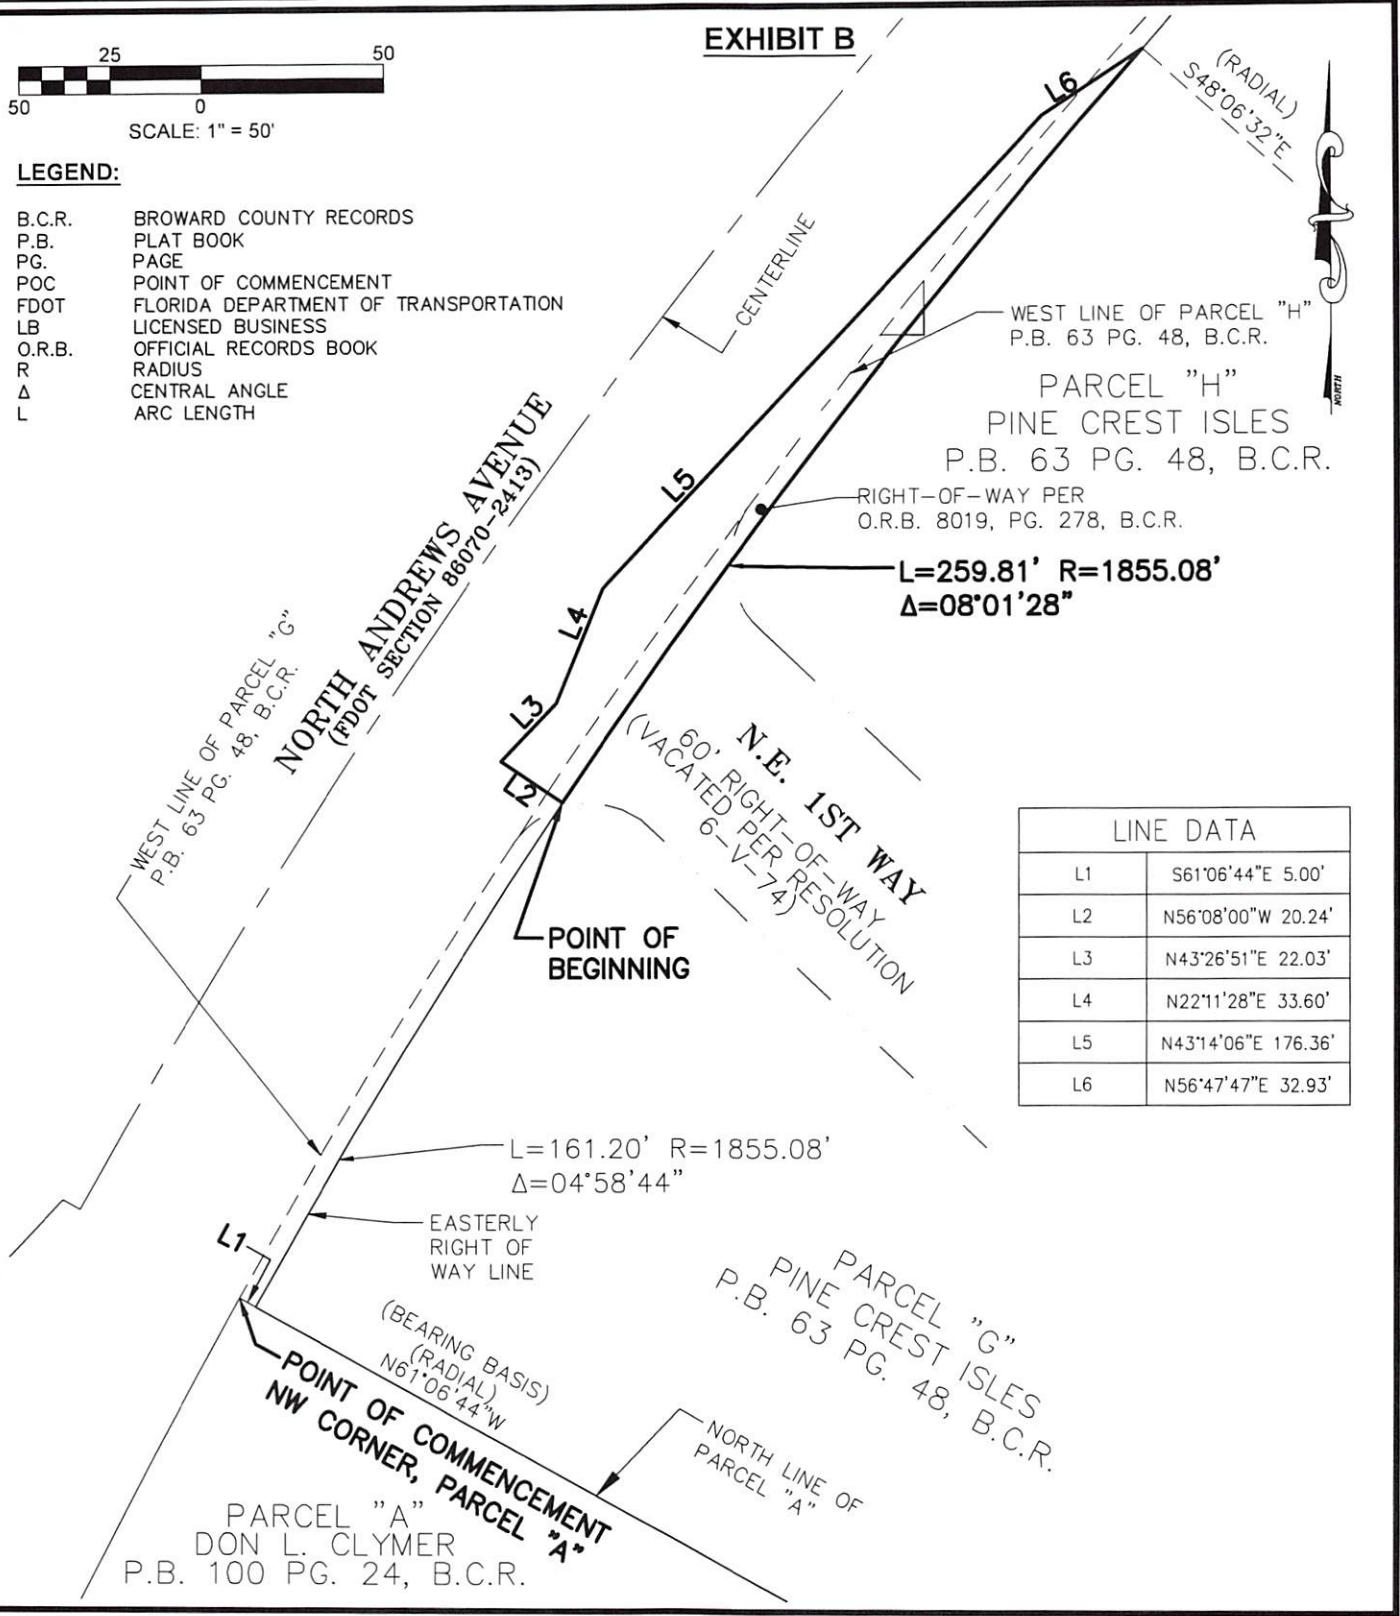 EXHIBIT B
25 50
50 0
SCALE: 1" = 50'
LEGEND:
B.C.R. BROWARD COUNTY RECORDS
P.B. PLAT BOOK
PG. PAGE
POC POINT OF COMMENCEMENT
FDOT FLORIDA DEPARTMENT OF TRANSPORTATION
LB LICENSED BUSINESS
O.R.B. OFFICIAL RECORDS BOOK
R RADIUS
Δ CENTRAL ANGLE
L ARC LENGTH
L6
(RADIAL)
S48°06'32"E
NORTH
CENTERLINE
WEST LINE OF PARCEL "H"
P.B. 63 PG. 48, B.C.R.
PARCEL "H"
PINE CREST ISLES
P.B. 63 PG. 48, B.C.R.
RIGHT-OF-WAY PER
O.R.B. 8019, PG. 278, B.C.R.
L=259.81' R=1855.08'
Δ=08°01'28"
NORTH ANDREWS AVENUE
(FDOT SECTION 86070-2413)
L5
L4
L3
L2
WEST LINE OF PARCEL "G"
P.B. 63 PG. 48, B.C.R.
N.E. 1ST WAY
60' RIGHT-OF-WAY
(VACATED PER RESOLUTION
6-V-74)
POINT OF
BEGINNING
LINE DATA
L1 S61°06'44"E 5.00'
L2 N56°08'00"W 20.24'
L3 N43°26'51"E 22.03'
L4 N22°11'28"E 33.60'
L5 N43°14'06"E 176.36'
L6 N56°47'47"E 32.93'
L=161.20' R=1855.08'
Δ=04°58'44"
EASTERLY
RIGHT OF
WAY LINE
L1
(BEARING BASIS)
(RADIAL)
N61°06'44"W
POINT OF COMMENCEMENT
NW CORNER, PARCEL "A"
PARCEL "G"
PINE CREST ISLES
P.B. 63 PG. 48, B.C.R.
NORTH LINE OF
PARCEL "A"
PARCEL "A"
DON L. CLYMER
P.B. 100 PG. 24, B.C.R.